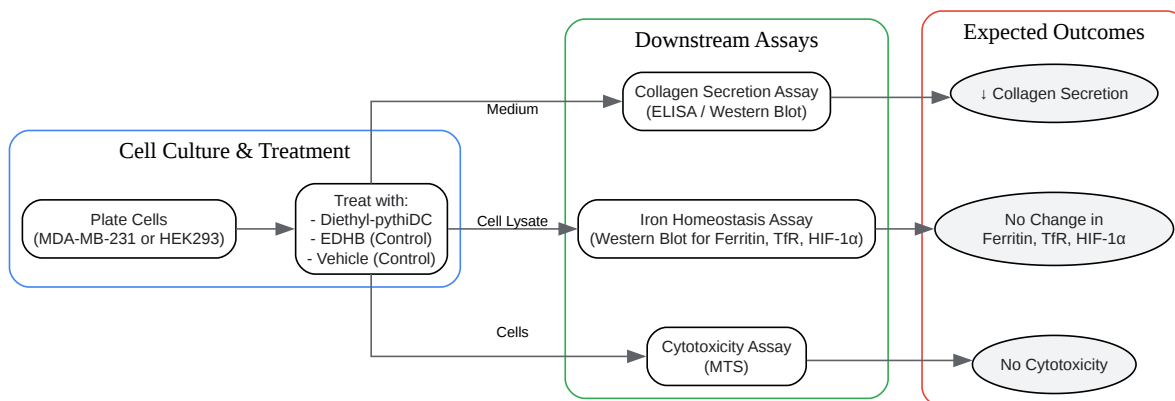 Cell Culture & Treatment
Plate Cells
(MDA-MB-231 or HEK293)
Treat with:
- Diethyl-pythiDC
- EDHB (Control)
- Vehicle (Control)
Medium
Cell Lysate
Cells
Downstream Assays
Collagen Secretion Assay
(ELISA / Western Blot)
Iron Homeostasis Assay
(Western Blot for Ferritin, TfR, HIF-1α)
Cytotoxicity Assay
(MTS)
Expected Outcomes
↓ Collagen Secretion
No Change in
Ferritin, TfR, HIF-1α
No Cytotoxicity